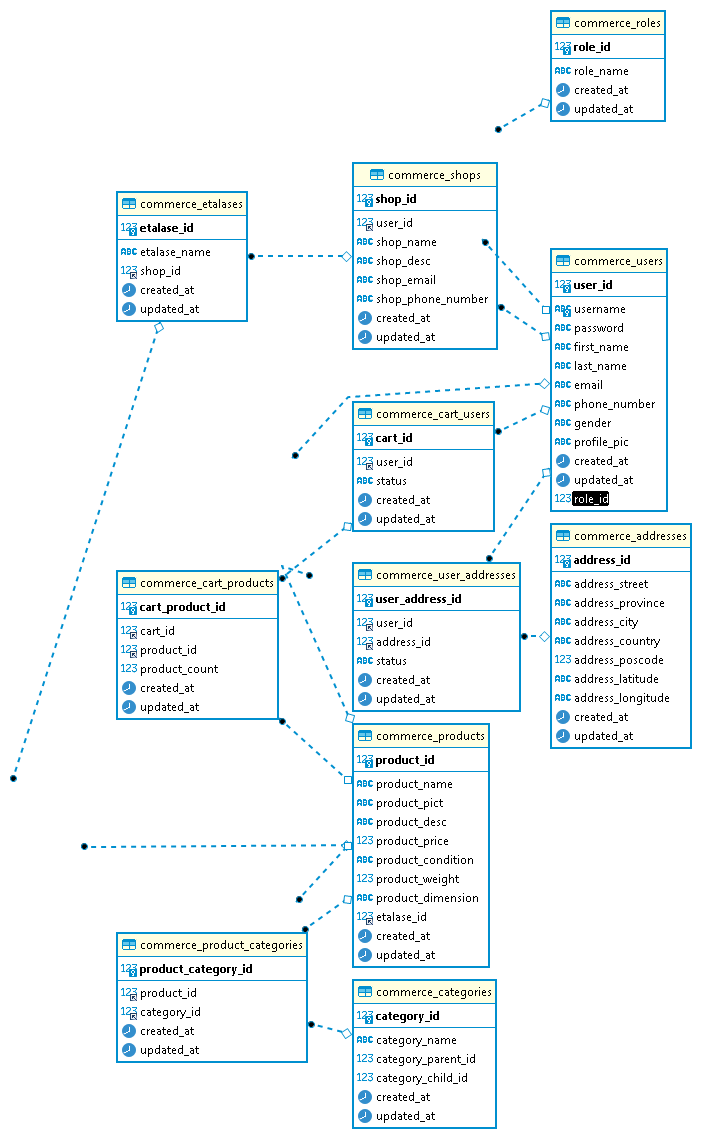 commerce_roles
123 role_id
ABC role_name
created_at
updated_at
commerce_etalases
123 etalase_id
ABC etalase_name
123 shop_id
created_at
updated_at
commerce_shops
123 shop_id
123 user_id
ABC shop_name
ABC shop_desc
ABC shop_email
ABC shop_phone_number
created_at
updated_at
commerce_users
123 user_id
ABC username
ABC password
ABC first_name
ABC last_name
ABC email
ABC phone_number
ABC gender
ABC profile_pic
created_at
updated_at
123 role_id
commerce_cart_users
123 cart_id
123 user_id
ABC status
created_at
updated_at
commerce_addresses
123 address_id
ABC address_street
ABC address_province
ABC address_city
ABC address_country
123 address_poscode
ABC address_latitude
ABC address_longitude
created_at
updated_at
commerce_cart_products
123 cart_product_id
123 cart_id
123 product_id
123 product_count
created_at
updated_at
commerce_user_addresses
123 user_address_id
123 user_id
123 address_id
ABC status
created_at
updated_at
commerce_products
123 product_id
ABC product_name
ABC product_pict
ABC product_desc
123 product_price
ABC product_condition
123 product_weight
ABC product_dimension
123 etalase_id
created_at
updated_at
commerce_product_categories
123 product_category_id
123 product_id
123 category_id
created_at
updated_at
commerce_categories
123 category_id
ABC category_name
123 category_parent_id
123 category_child_id
created_at
updated_at